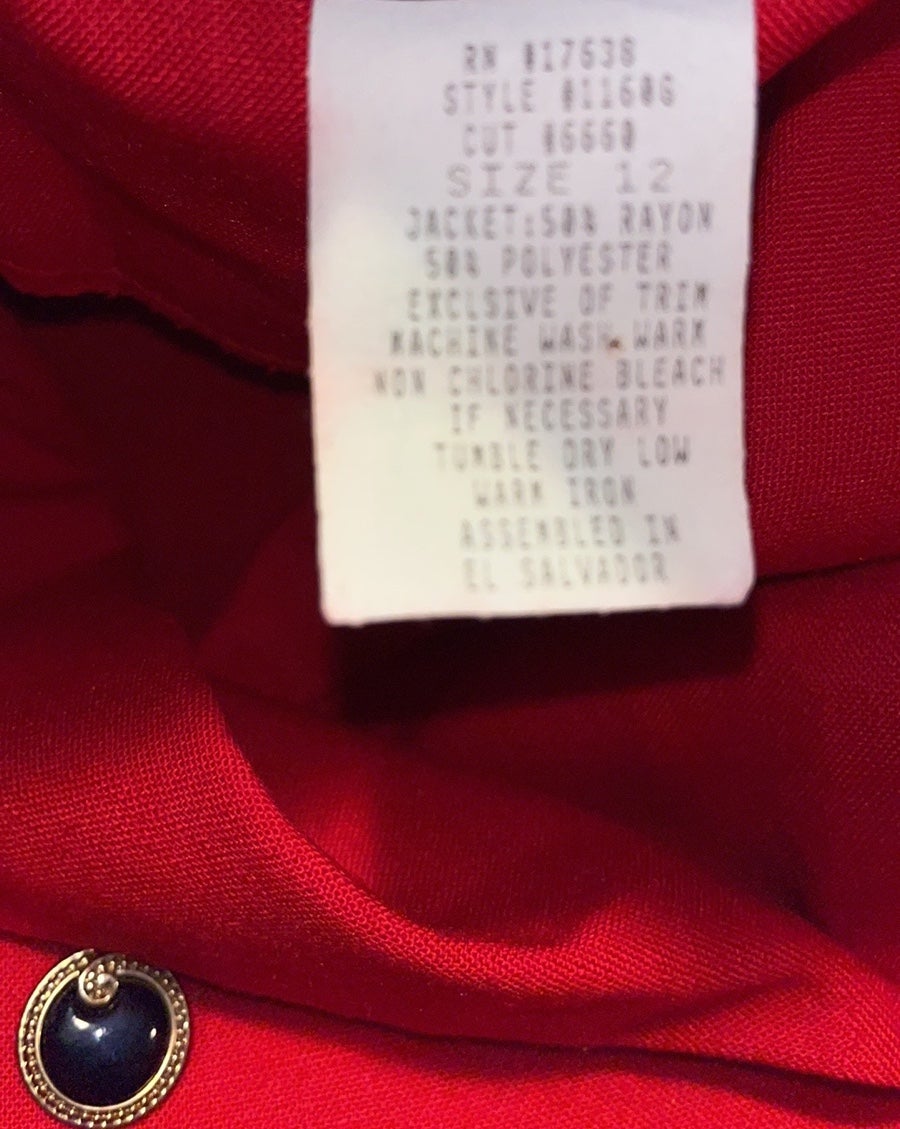 RN #17638
STYLE #11606
CUT #6660
SIZE 12
JACKET:50% RAYON
50% POLYESTER
EXCLSIVE OF TRIM
MACHINE WASH WARM
NON CHLORINE BLEACH
IF NECESSARY
TUMBLE DRY LOW
WARM IRON
ASSEMBLED IN
EL SALVADOR